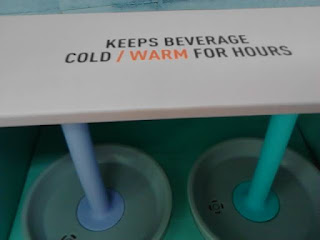 KEEPS BEVERAGE
COLD / WARM FOR HOURS